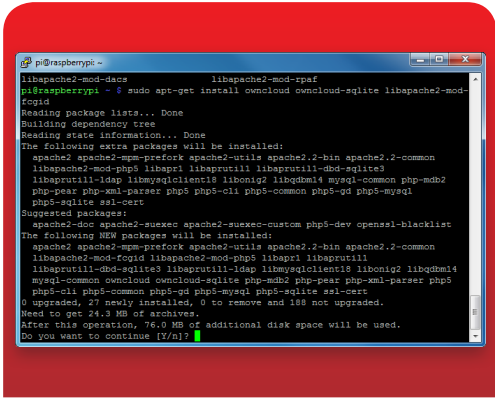 pi@raspberrypi: ~
libapache2-mod-dacs libapache2-mod-rpaf
pi@raspberrypi ~ $ sudo apt-get install owncloud owncloud-sqlite libapache2-mod-
fcgid
Reading package lists... Done
Building dependency tree
Reading state information... Done
The following extra packages will be installed:
apache2 apache2-mpm-prefork apache2-utils apache2.2-bin apache2.2-common
libapache2-mod-php5 libapr1 libaprutil1 libaprutil1-dbd-sqlite3
libaprutil1-ldap libmysqlclient18 libonig2 libqdbm14 mysql-common php-mdb2
php-pear php-xml-parser php5 php5-cli php5-common php5-gd php5-mysql
php5-sqlite ssl-cert
Suggested packages:
apache2-doc apache2-suexec apache2-suexec-custom php5-dev openssl-blacklist
The following NEW packages will be installed:
apache2 apache2-mpm-prefork apache2-utils apache2.2-bin apache2.2-common
libapache2-mod-fcgid libapache2-mod-php5 libapr1 libaprutil1
libaprutil1-dbd-sqlite3 libaprutil1-ldap libmysqlclient18 libonig2 libqdbm14
mysql-common owncloud owncloud-sqlite php-mdb2 php-pear php-xml-parser php5
php5-cli php5-common php5-gd php5-mysql php5-sqlite ssl-cert
0 upgraded, 27 newly installed, 0 to remove and 188 not upgraded.
Need to get 24.3 MB of archives.
After this operation, 76.0 MB of additional disk space will be used.
Do you want to continue [Y/n]?